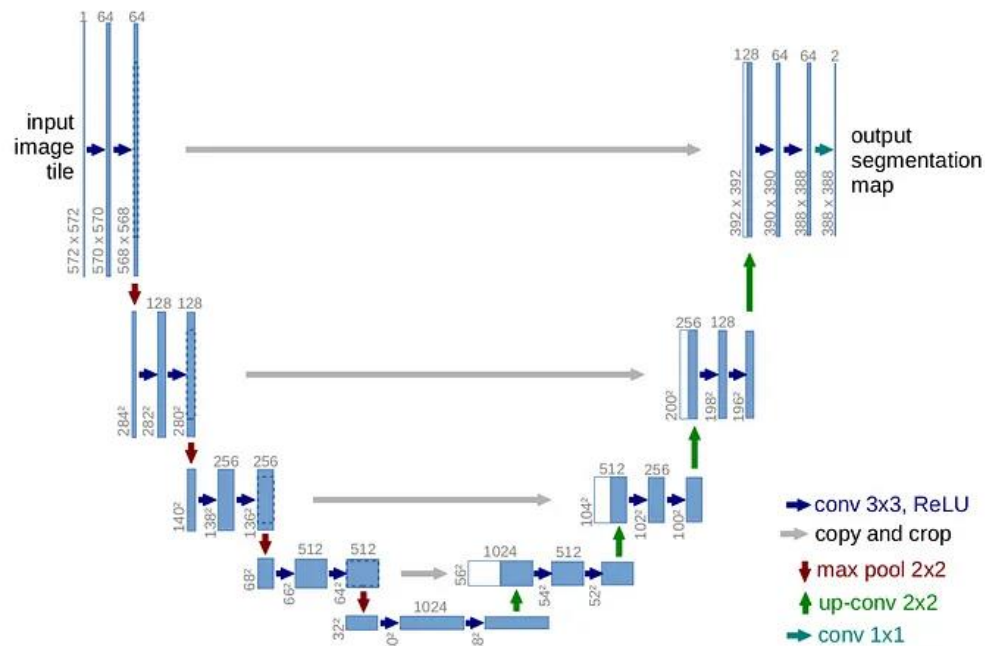 1 64 64
input
image
tile
572 x 572
570 x 570
568 x 568
128 64 64 2
392 x 392
390 x 390
388 x 388
388 x 388
output
segmentation
map
128 128
284²
282²
280²
256 128
200²
198²
196²
256 256
140²
138²
136²
512 256
104²
102²
100²
512 512
68²
66²
64²
1024 512
56²
54²
52²
1024
32²
0²
8²
conv 3x3, ReLU
copy and crop
max pool 2x2
up-conv 2x2
conv 1x1